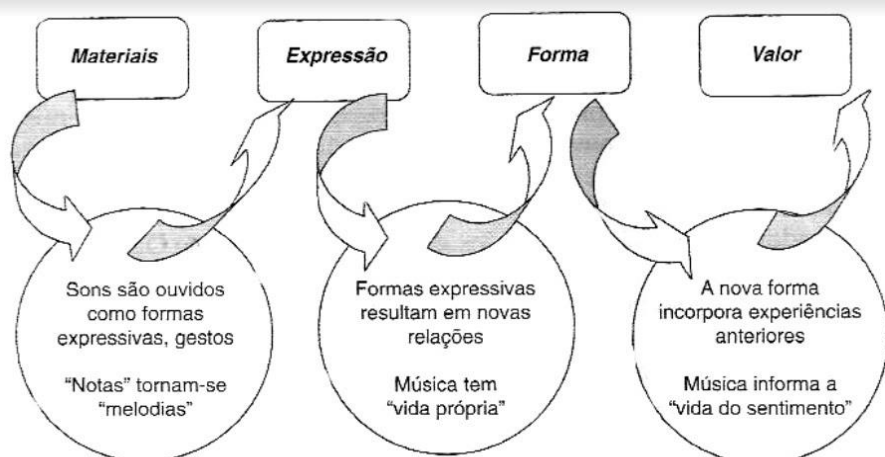 Materiais
Expressão
Forma
Valor
Sons são ouvidos
como formas
expressivas, gestos
"Notas" tornam-se
"melodias"
Formas expressivas
resultam em novas
relações
Música tem
"vida própria"
A nova forma
incorpora experiências
anteriores
Música informa a
"vida do sentimento"